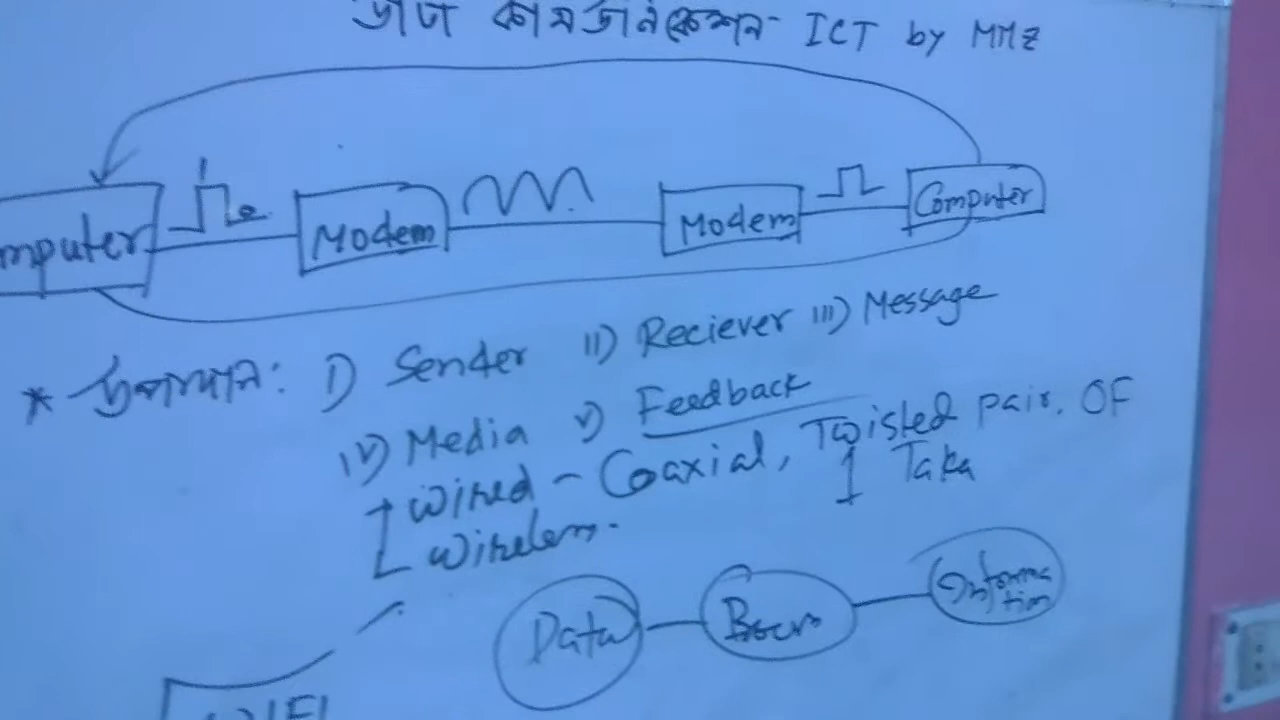 ডাটা কমিউনিকেশন- ICT by MMZ
mputer Modem Modem Computer
* উপাদান: i) Sender ii) Reciever iii) Message
iv) Media v) Feedback
Wired - Coaxial, Twisted pair, OF
Taka
Wireless.
Data Information
WIFI